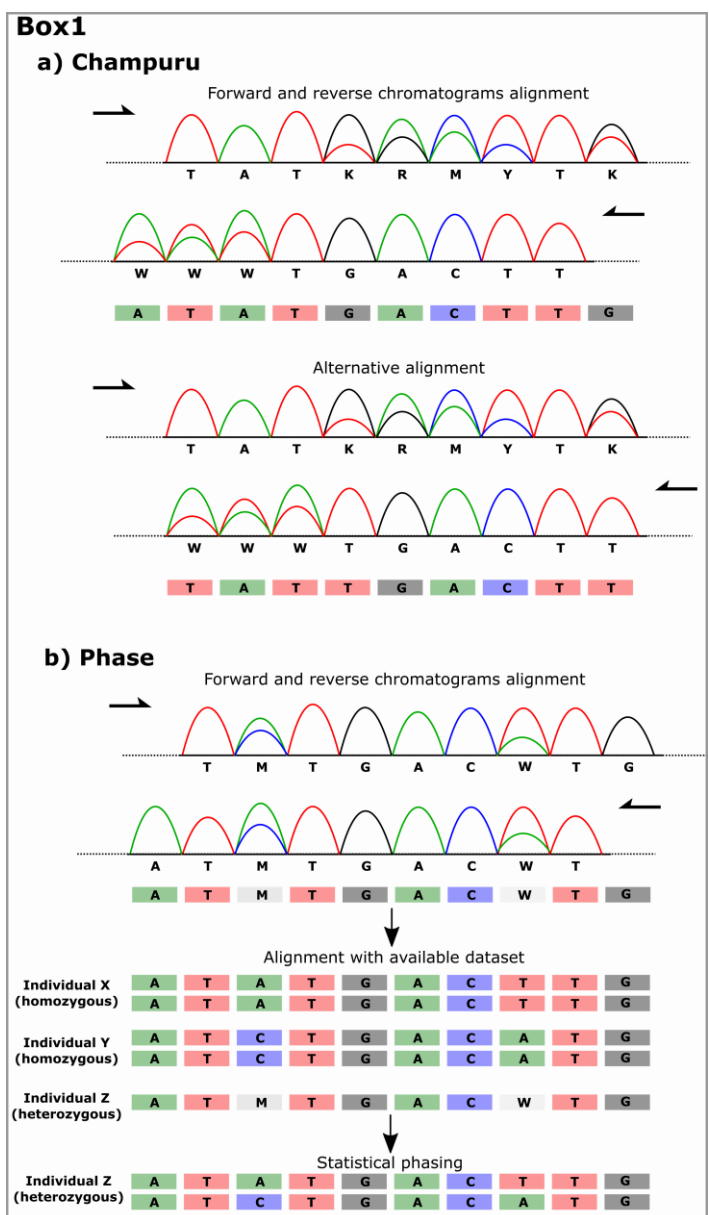 Box1
a) Champuru
Forward and reverse chromatograms alignment
T A T K R M Y T K
W W W T G A C T T
A T A T G A C T T G
Alternative alignment
T A T K R M Y T K
W W W T G A C T T
T A T T G A C T T
b) Phase
Forward and reverse chromatograms alignment
T M T G A C W T G
A T M T G A C W T
A T M T G A C W T G
Alignment with available dataset
Individual X
(homozygous)
A T A T G A C T T G
A T A T G A C T T G
Individual Y
(homozygous)
A T C T G A C A T G
A T C T G A C A T G
Individual Z
(heterozygous)
A T M T G A C W T G
Statistical phasing
Individual Z
(heterozygous)
A T A T G A C T T G
A T C T G A C A T G